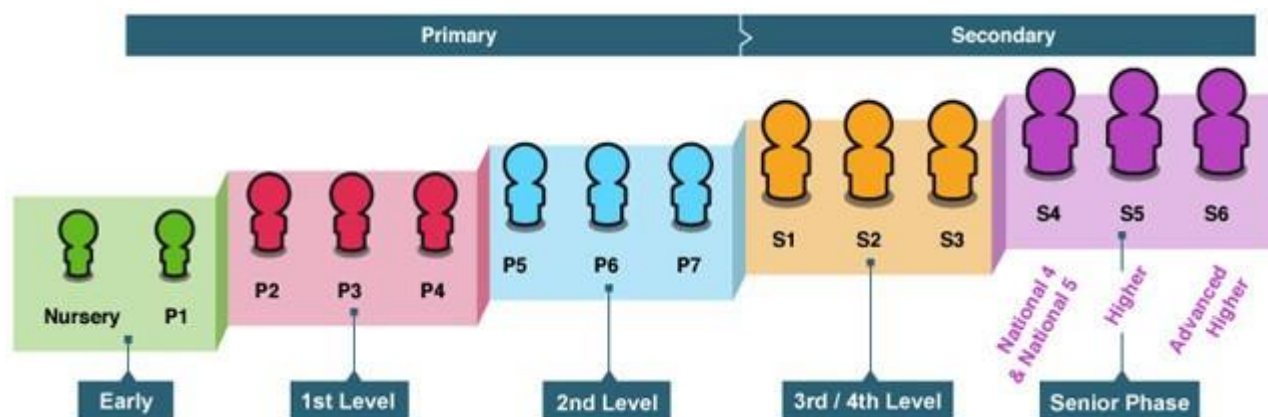 Primary
Secondary
Nursery
P1
P2
P3
P4
P5
P6
P7
S1
S2
S3
S4
S5
S6
National 4
& National 5
Higher
Advanced
Higher
Early
1st Level
2nd Level
3rd / 4th Level
Senior Phase